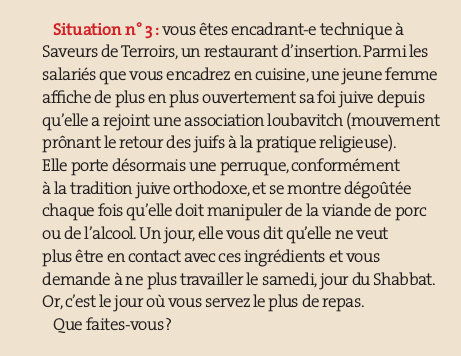 Situation n° 3 : vous êtes encadrant-e technique à
Saveurs de Terroirs, un restaurant d'insertion. Parmi les
salariés que vous encadrez en cuisine, une jeune femme
affiche de plus en plus ouvertement sa foi juive depuis
qu'elle a rejoint une association loubavitch (mouvement
prônant le retour des juifs à la pratique religieuse).
Elle porte désormais une perruque, conformément
à la tradition juive orthodoxe, et se montre dégoûtée
chaque fois qu'elle doit manipuler de la viande de porc
ou de l'alcool. Un jour, elle vous dit qu'elle ne veut
plus être en contact avec ces ingrédients et vous
demande à ne plus travailler le samedi, jour du Shabbat.
Or, c'est le jour où vous servez le plus de repas.
Que faites-vous ?